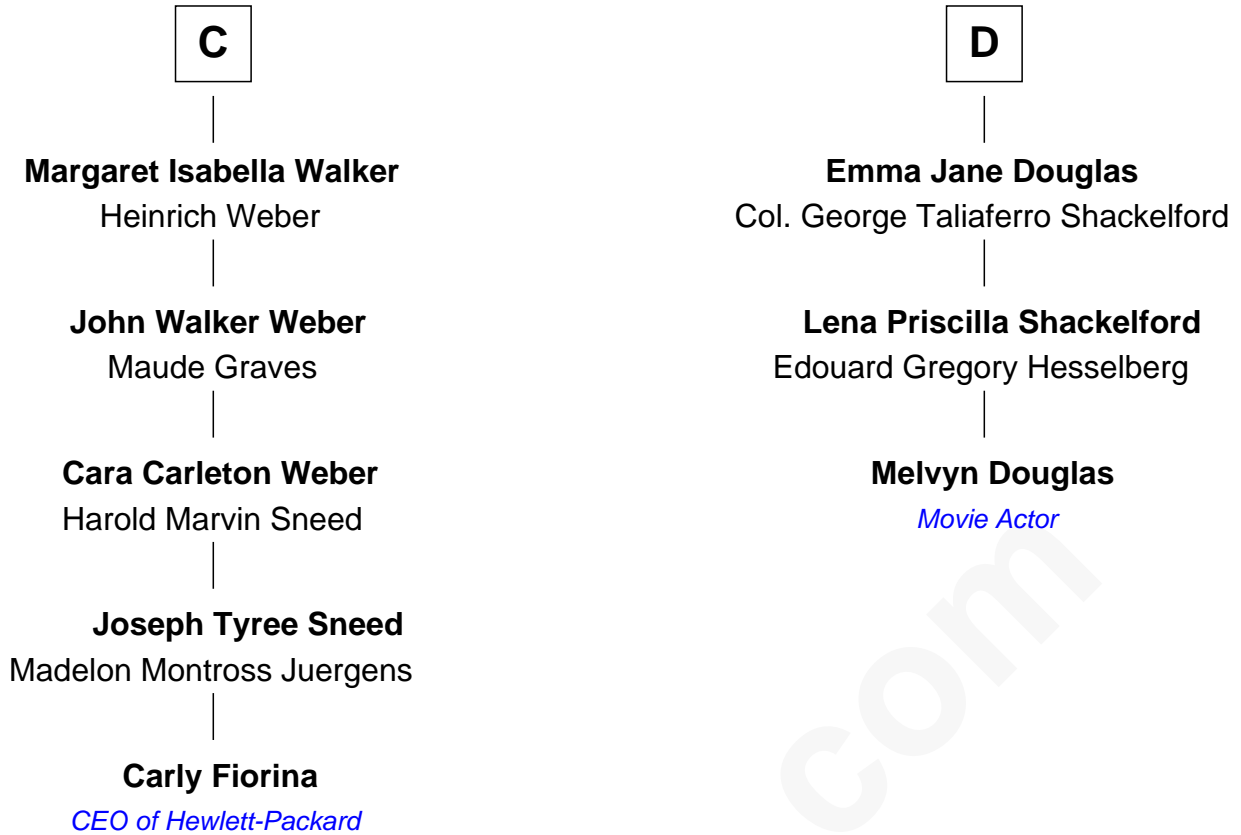 C
Margaret Isabella Walker
Heinrich Weber
John Walker Weber
Maude Graves
Cara Carleton Weber
Harold Marvin Sneed
Joseph Tyree Sneed
Madelon Montross Juergens
Carly Fiorina
CEO of Hewlett-Packard
D
Emma Jane Douglas
Col. George Taliaferro Shackelford
Lena Priscilla Shackelford
Edouard Gregory Hesselberg
Melvyn Douglas
Movie Actor
com